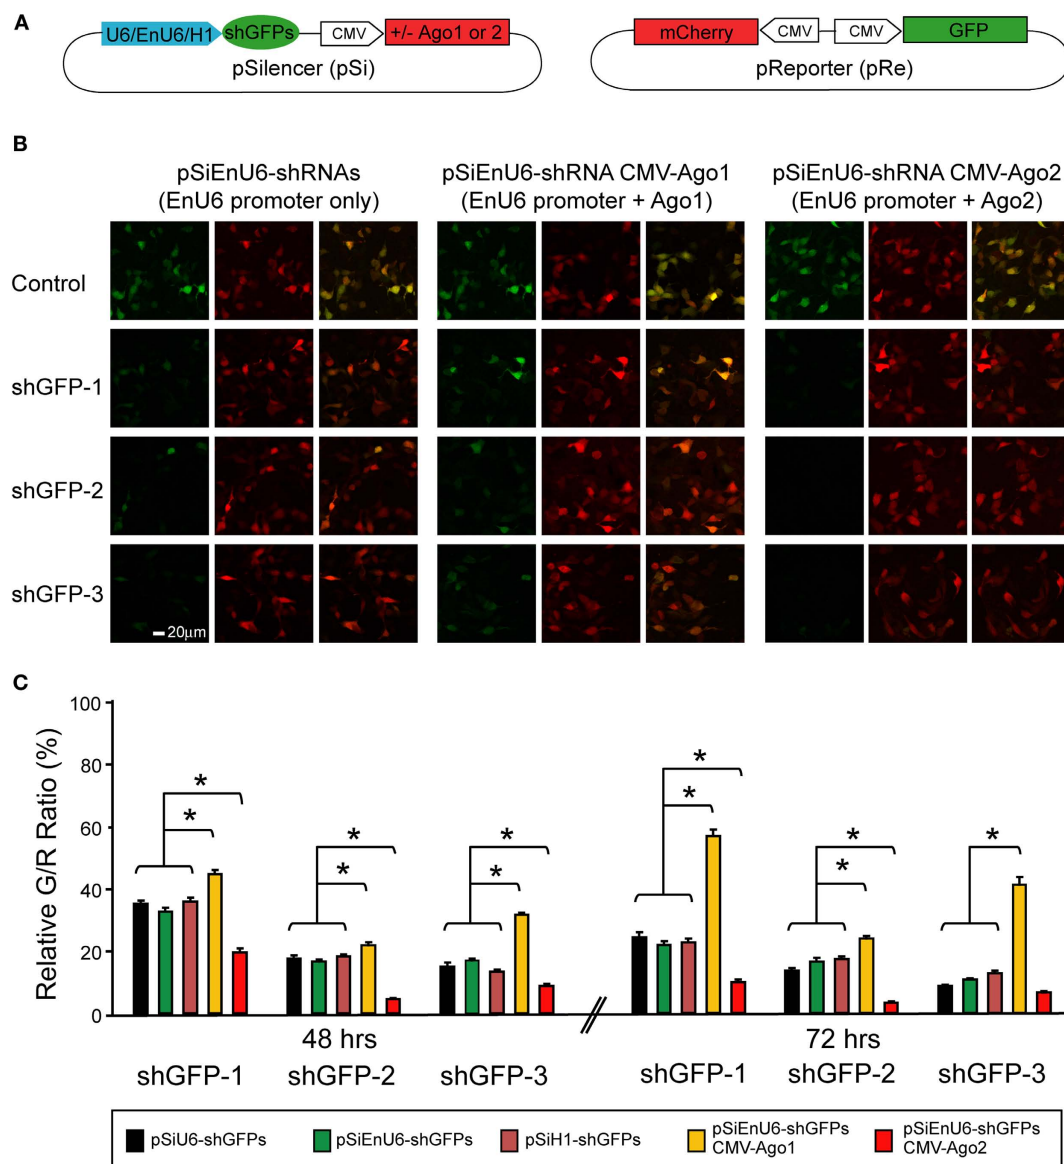 A
U6/EnU6/H1 shGFPs CMV +/- Ago1 or 2
pSilencer (pSi)
mCherry CMV CMV GFP
pReporter (pRe)
B
pSiEnU6-shRNAs
(EnU6 promoter only)
pSiEnU6-shRNA CMV-Ago1
(EnU6 promoter + Ago1)
pSiEnU6-shRNA CMV-Ago2
(EnU6 promoter + Ago2)
Control
shGFP-1
shGFP-2
shGFP-3
20µm
C
Relative G/R Ratio (%)
100
80
60
40
20
0
* * * * * *
* * * * *
48 hrs
72 hrs
shGFP-1 shGFP-2 shGFP-3 shGFP-1 shGFP-2 shGFP-3
pSiU6-shGFPs
pSiEnU6-shGFPs
pSiH1-shGFPs
pSiEnU6-shGFPs
CMV-Ago1
pSiEnU6-shGFPs
CMV-Ago2